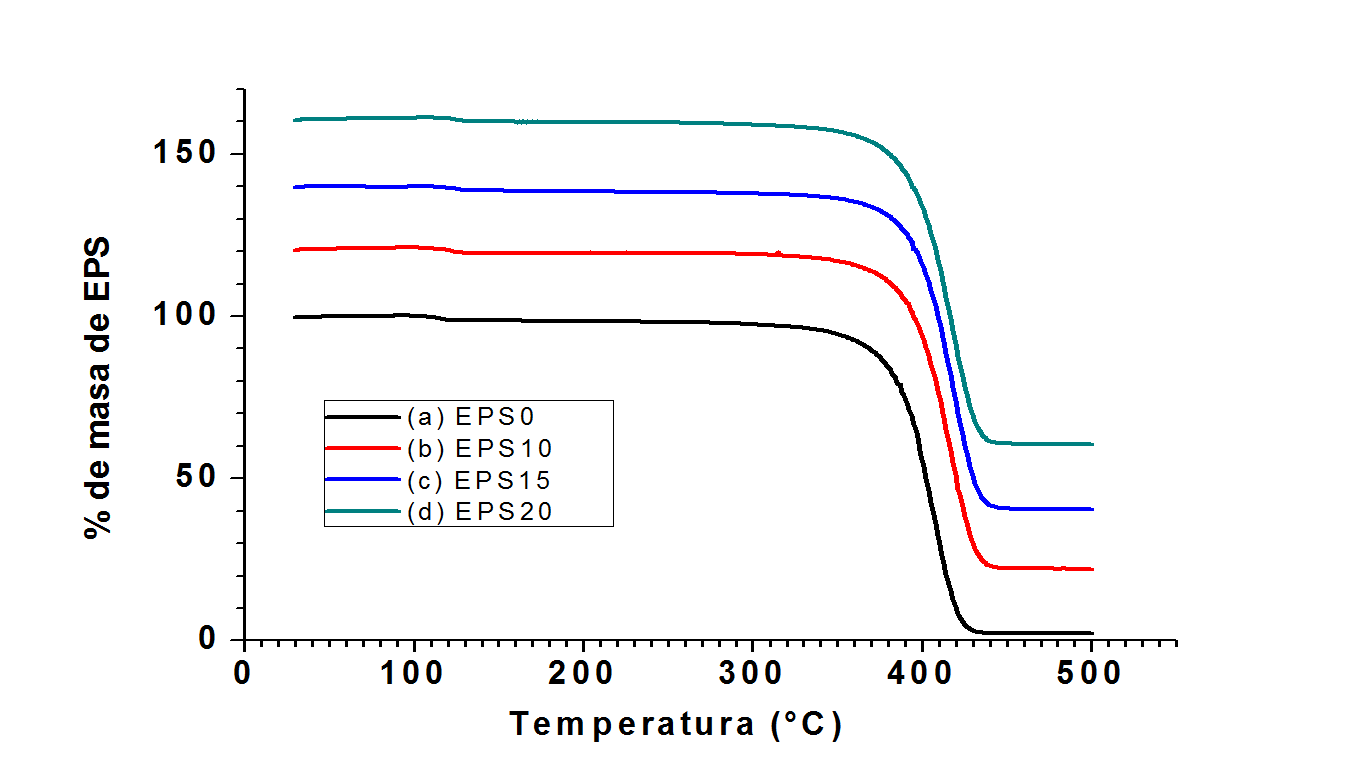 % de masa de EPS
150
100
50
0
(a) EPS0
(b) EPS10
(c) EPS15
(d) EPS20
0 100 200 300 400 500
Temperatura (°C)